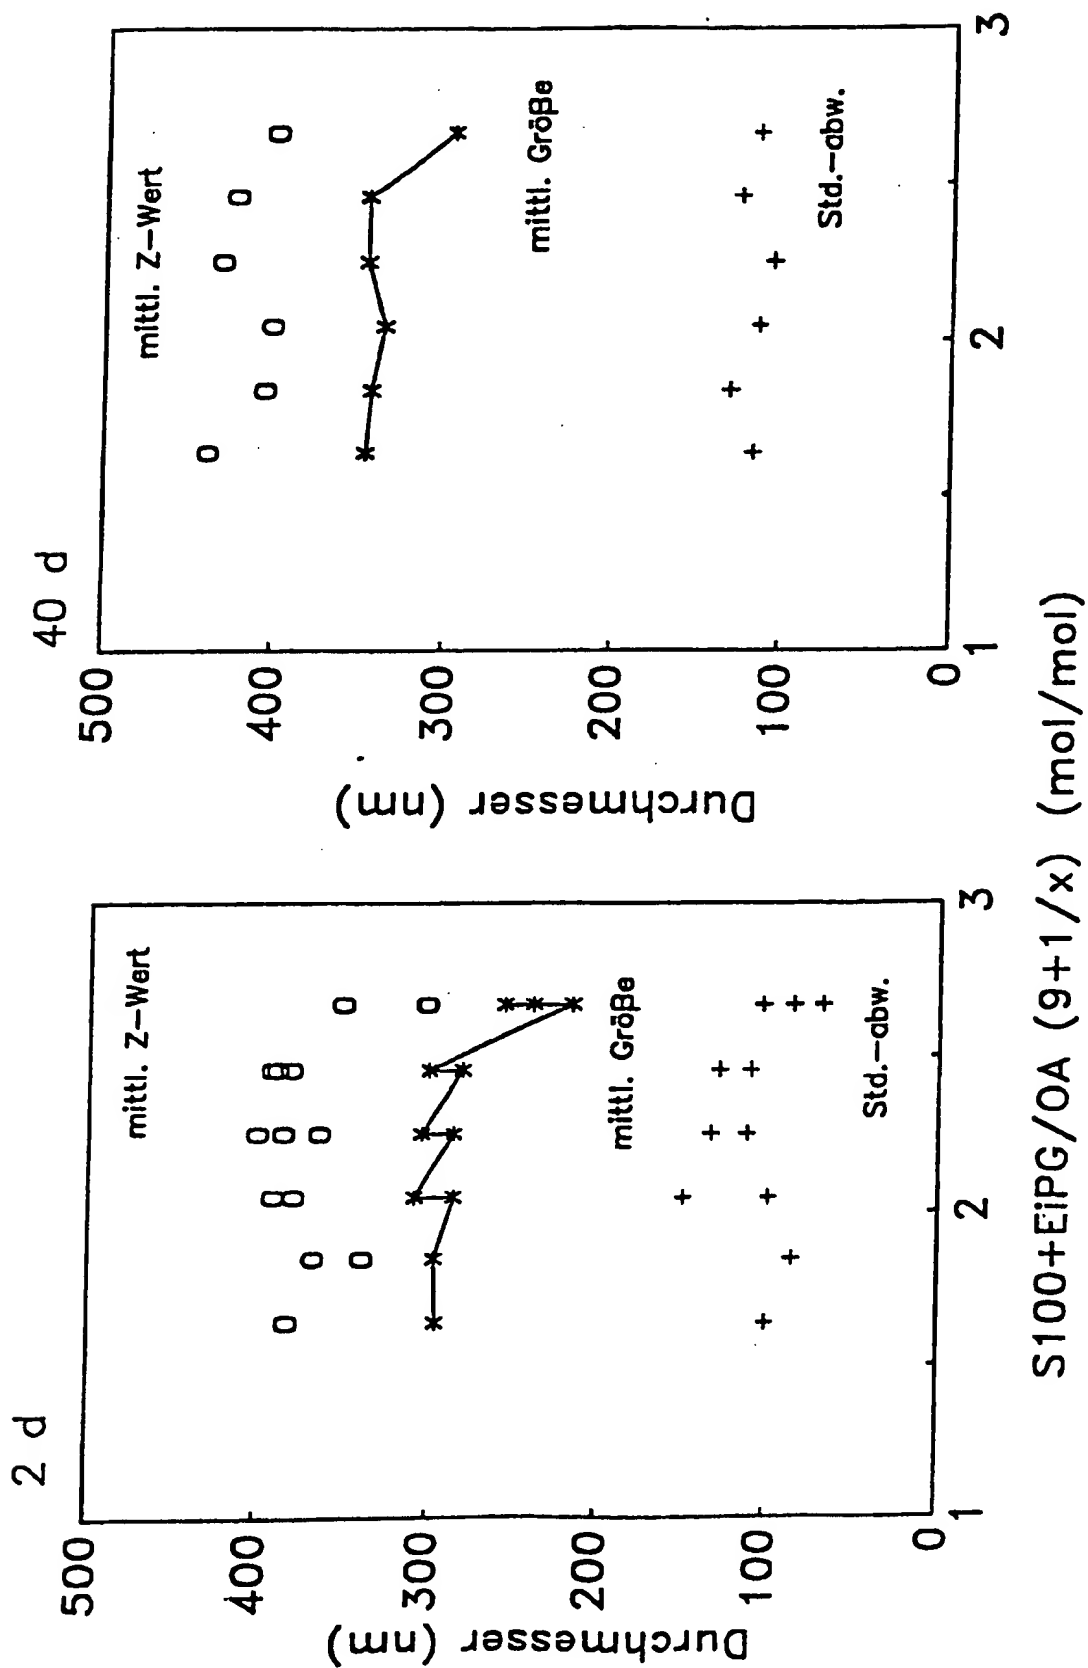 2 d
500
400
300
200
100
0
Durchmesser (nm)
mittl. Z-Wert
mittl. Größe
Std.-abw.
1
2
3
40 d
500
400
300
200
100
0
Durchmesser (nm)
mittl. Z-Wert
mittl. Größe
Std.-abw.
1
2
3
S100+EiPG/OA (9+1/x) (mol/mol)